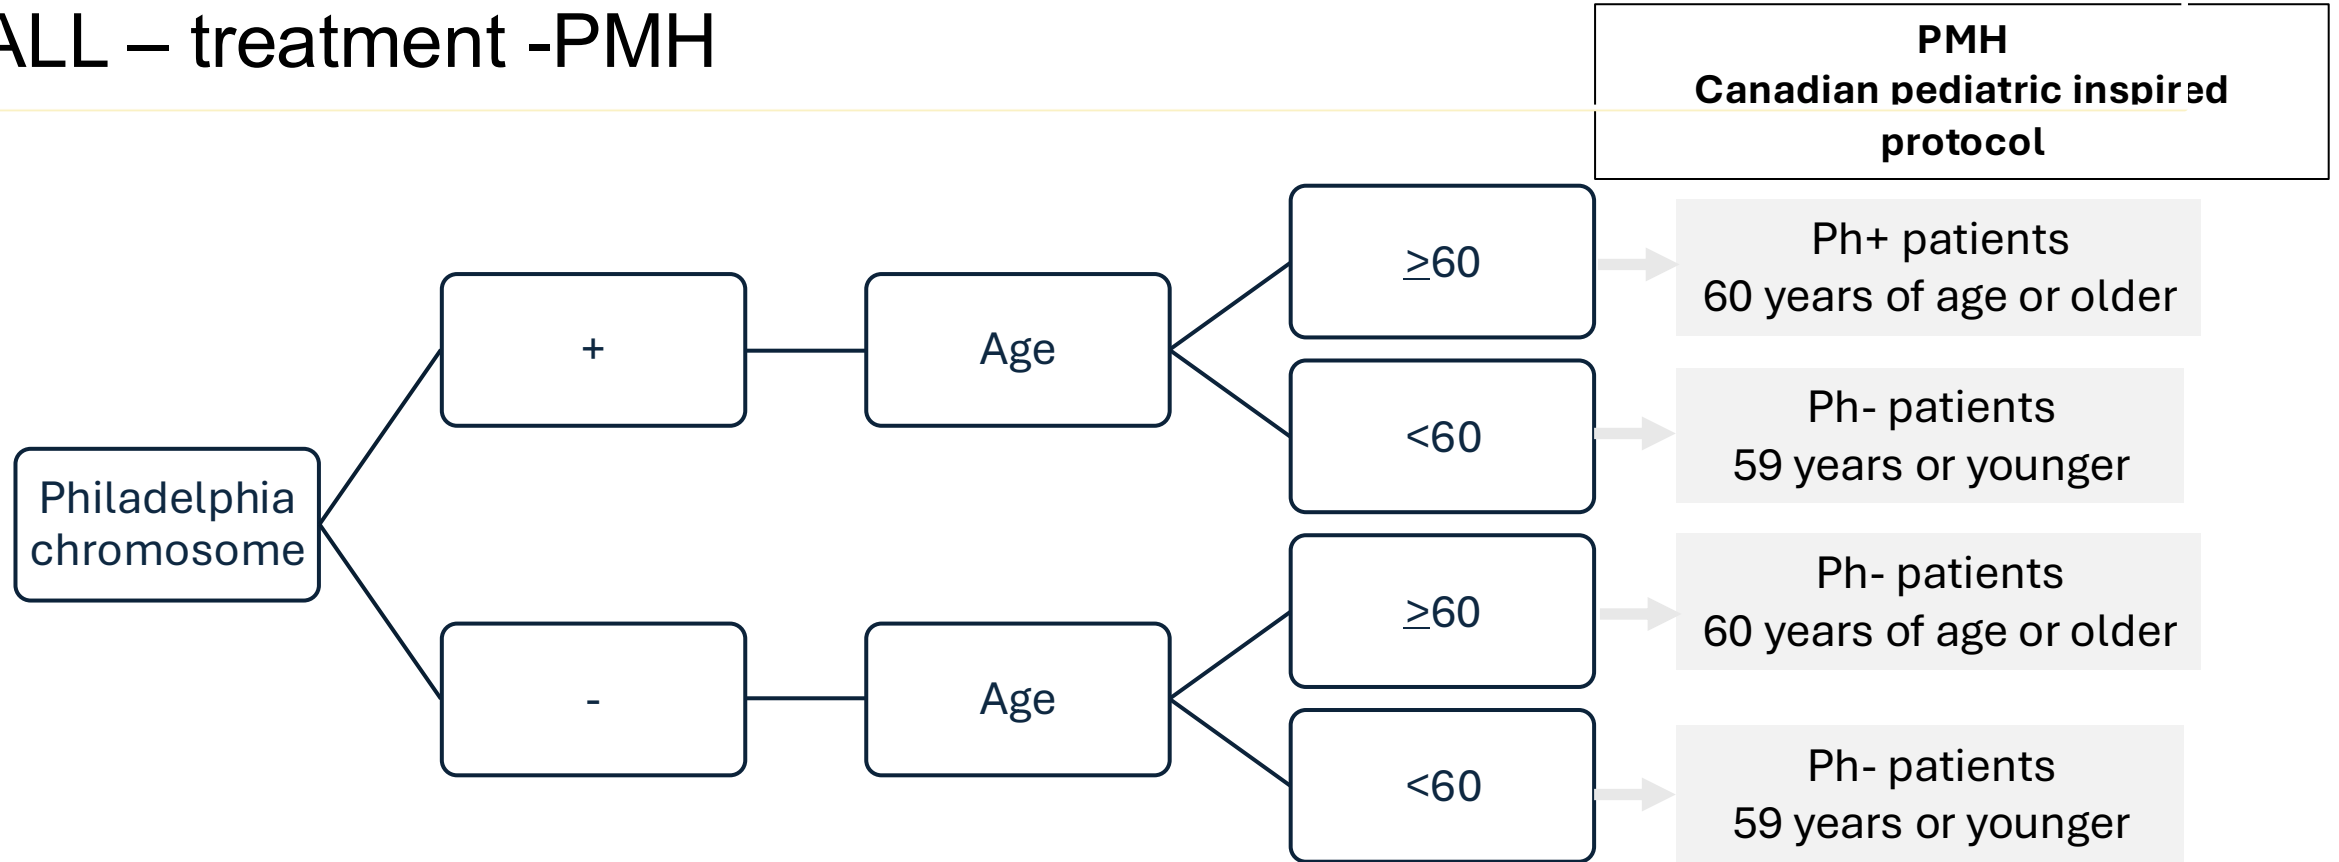 ALL – treatment -PMH
PMH
Canadian pediatric inspired
protocol
Philadelphia
chromosome
+
Age
≥60
<60
-
Age
≥60
<60
Ph+ patients
60 years of age or older
Ph- patients
59 years or younger
Ph- patients
60 years of age or older
Ph- patients
59 years or younger